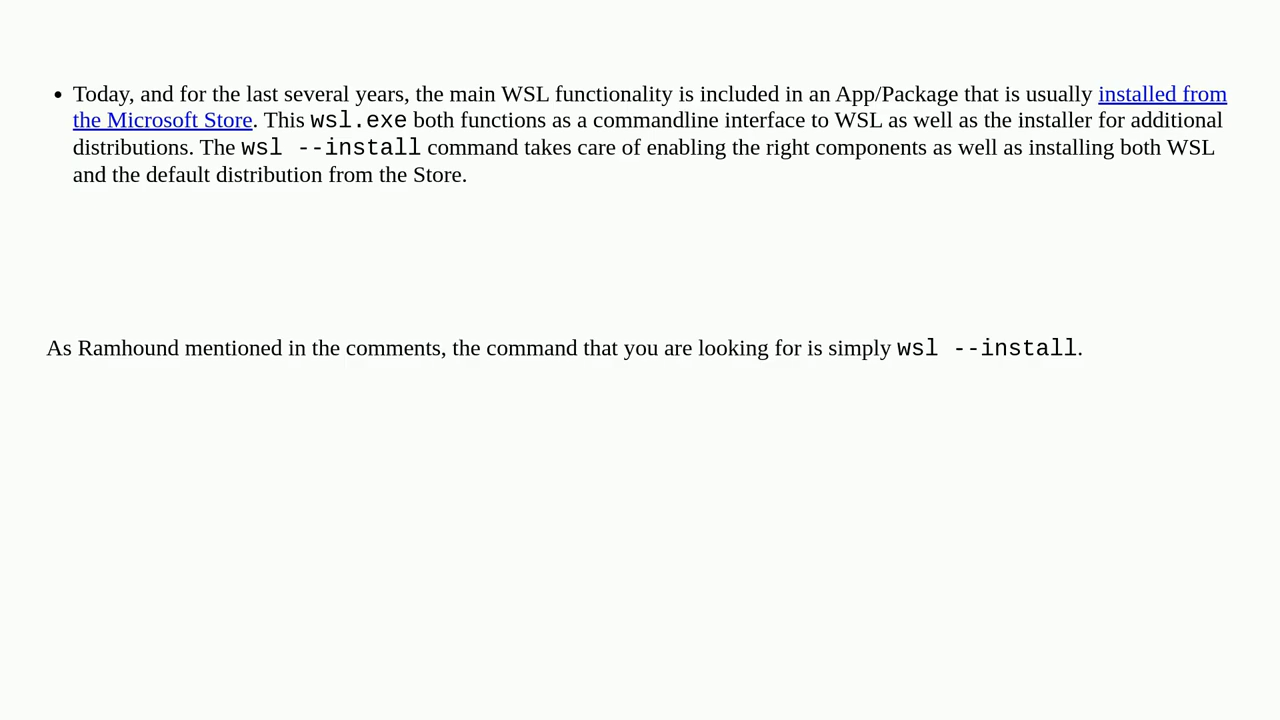 • Today, and for the last several years, the main WSL functionality is included in an App/Package that is usually installed from
the Microsoft Store. This wsl.exe both functions as a commandline interface to WSL as well as the installer for additional
distributions. The wsl --install command takes care of enabling the right components as well as installing both WSL
and the default distribution from the Store.
As Ramhound mentioned in the comments, the command that you are looking for is simply wsl --install.